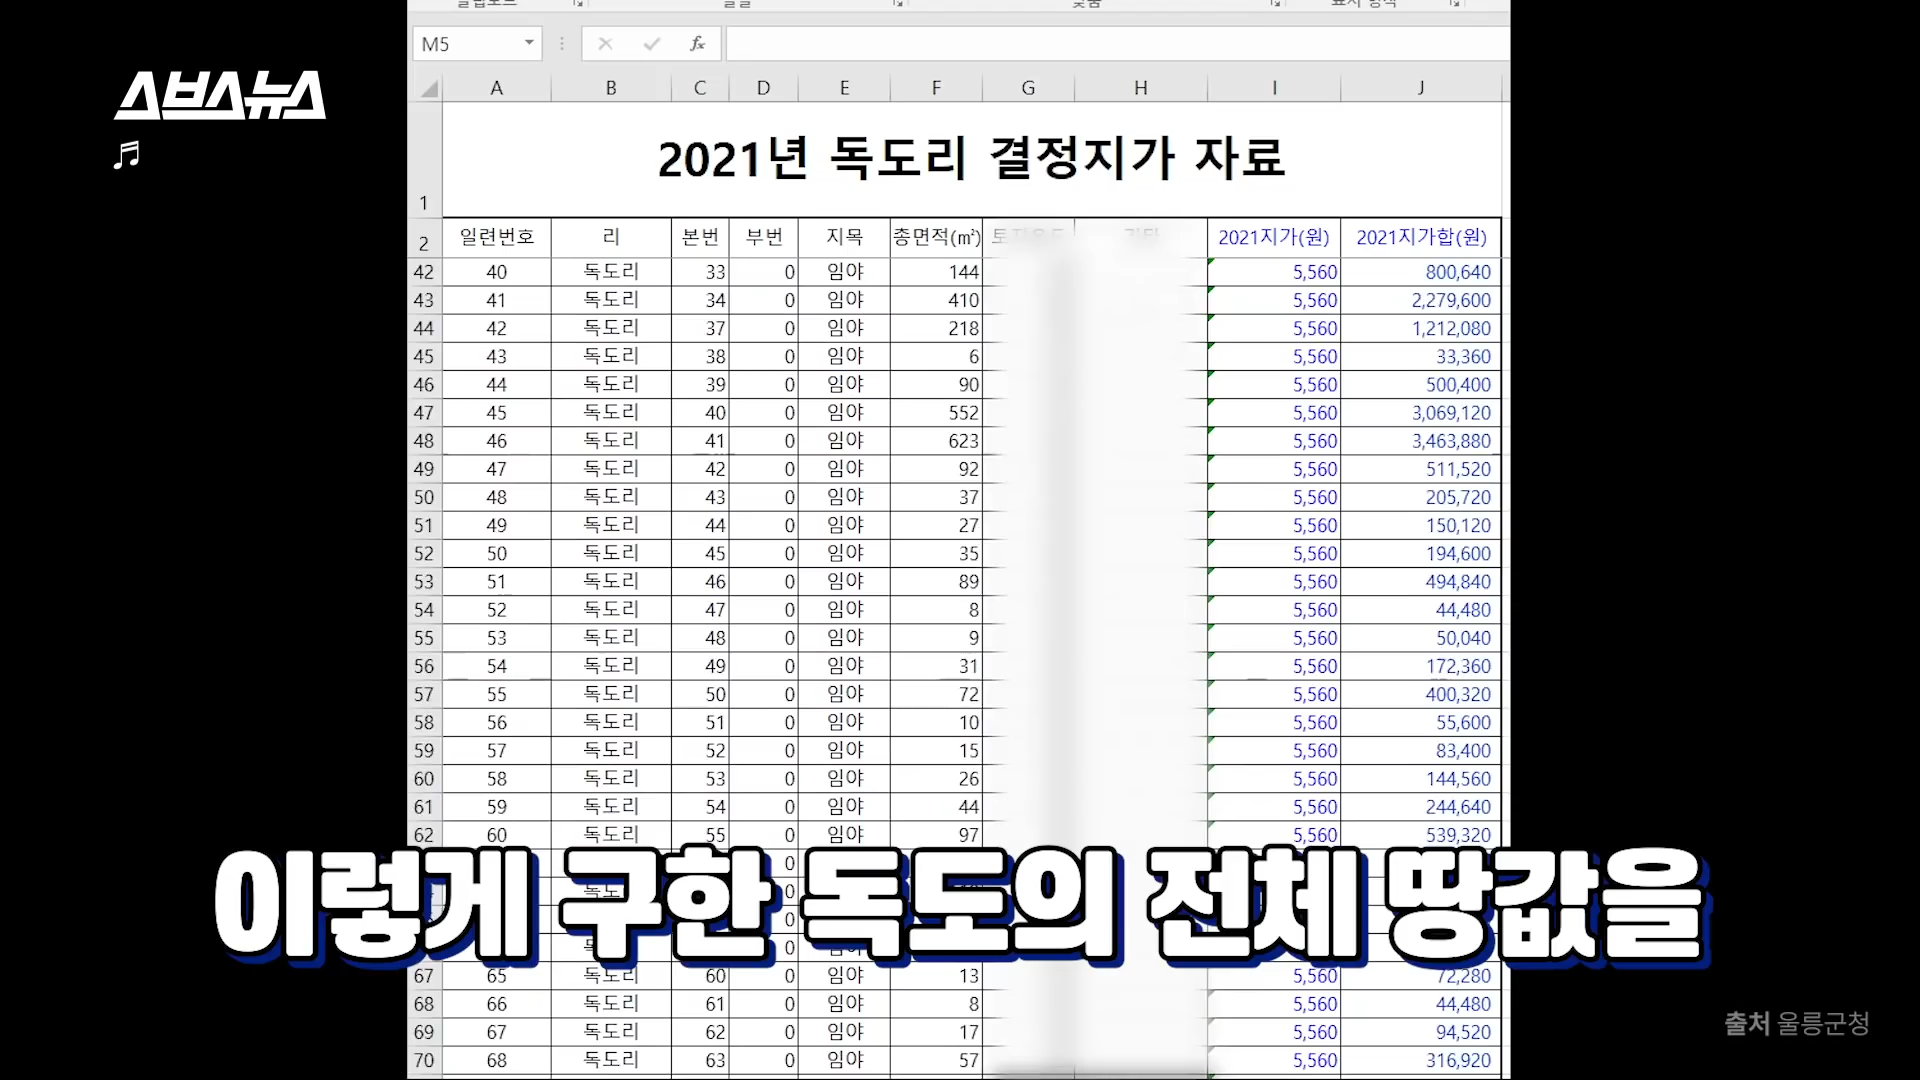 M5
fx
스브스뉴스
A B C D E F G H I J
1 2021년 독도리 결정지가 자료
2 일련번호 리 본번 부번 지목 총면적(㎡) 2021지가(원) 2021지가합(원)
42 40 독도리 33 0 임야 144 5,560 800,640
43 41 독도리 34 0 임야 410 5,560 2,279,600
44 42 독도리 37 0 임야 218 5,560 1,212,080
45 43 독도리 38 0 임야 6 5,560 33,360
46 44 독도리 39 0 임야 90 5,560 500,400
47 45 독도리 40 0 임야 552 5,560 3,069,120
48 46 독도리 41 0 임야 623 5,560 3,463,880
49 47 독도리 42 0 임야 92 5,560 511,520
50 48 독도리 43 0 임야 37 5,560 205,720
51 49 독도리 44 0 임야 27 5,560 150,120
52 50 독도리 45 0 임야 35 5,560 194,600
53 51 독도리 46 0 임야 89 5,560 494,840
54 52 독도리 47 0 임야 8 5,560 44,480
55 53 독도리 48 0 임야 9 5,560 50,040
56 54 독도리 49 0 임야 31 5,560 172,360
57 55 독도리 50 0 임야 72 5,560 400,320
58 56 독도리 51 0 임야 10 5,560 55,600
59 57 독도리 52 0 임야 15 5,560 83,400
60 58 독도리 53 0 임야 26 5,560 144,560
61 59 독도리 54 0 임야 44 5,560 244,640
62 60 독도리 55 0 임야 97 5,560 539,320
이렇게 구한 독도의 전체 땅값을
67 65 독도리 60 0 임야 13 5,560 72,280
68 66 독도리 61 0 임야 8 5,560 44,480
69 67 독도리 62 0 임야 17 5,560 94,520
70 68 독도리 63 0 임야 57 5,560 316,920
출처 울릉군청